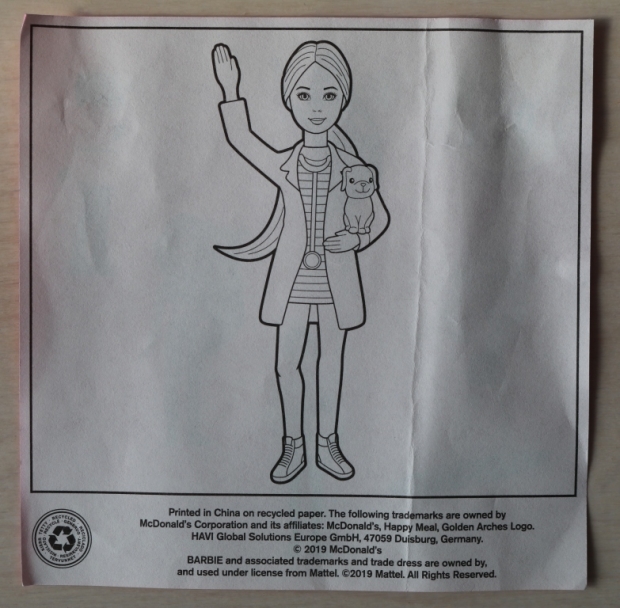 Printed in China on recycled paper. The following trademarks are owned by
McDonald's Corporation and its affiliates: McDonald's, Happy Meal, Golden Arches Logo.
HAVI Global Solutions Europe GmbH, 47059 Duisburg, Germany.
© 2019 McDonald's
BARBIE and associated trademarks and trade dress are owned by,
and used under license from Mattel. ©2019 Mattel. All Rights Reserved.